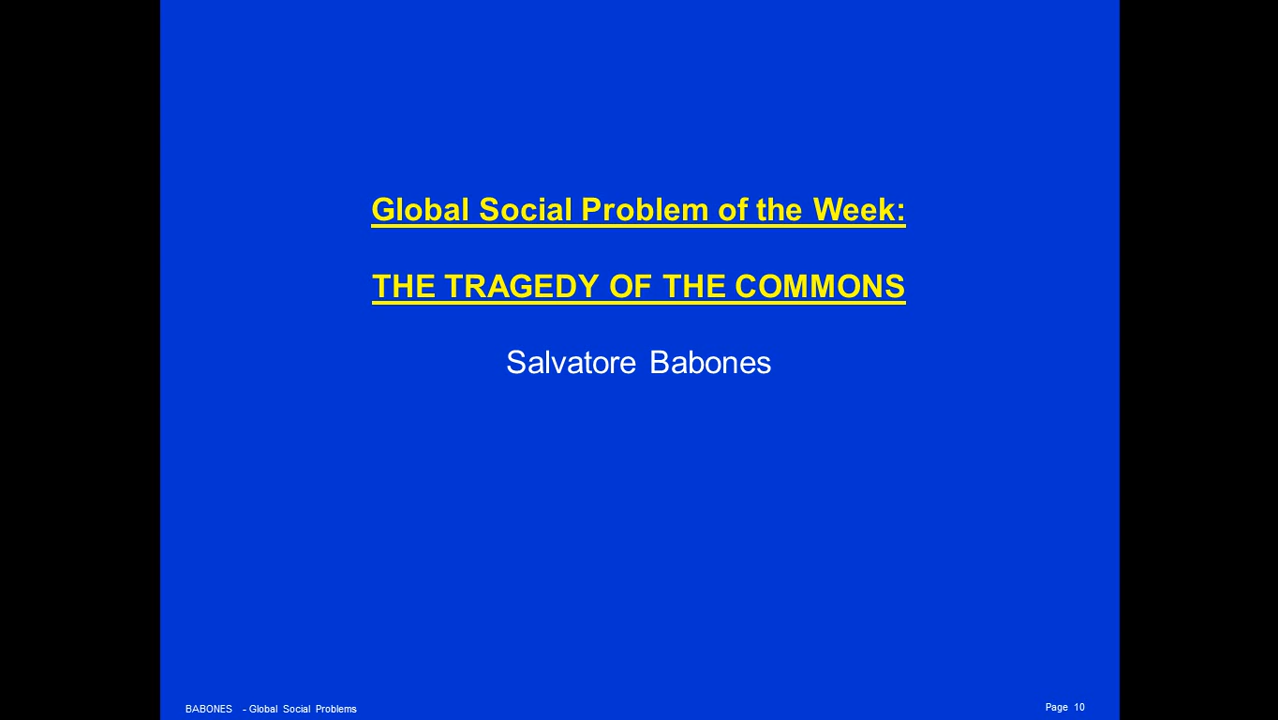 Global Social Problem of the Week:
THE TRAGEDY OF THE COMMONS
Salvatore Babones
BABONES - Global Social Problems
Page 10